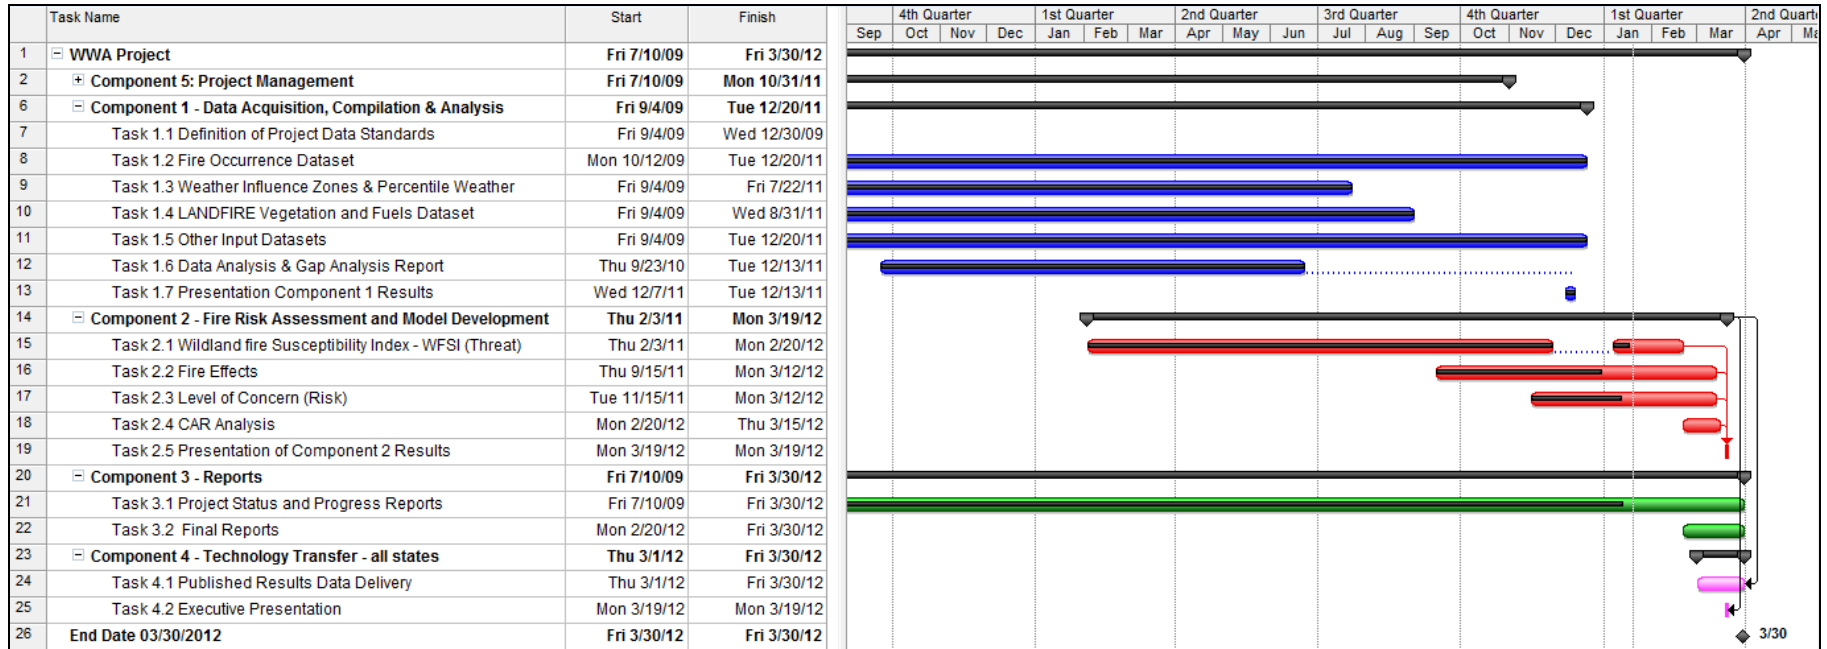 Task Name Start Finish 4th Quarter 1st Quarter 2nd Quarter 3rd Quarter 4th Quarter 1st Quarter 2nd Quart
Sep Oct Nov Dec Jan Feb Mar Apr May Jun Jul Aug Sep Oct Nov Dec Jan Feb Mar Apr Ma
1 WWA Project Fri 7/10/09 Fri 3/30/12
2 Component 5: Project Management Fri 7/10/09 Mon 10/31/11
6 Component 1 - Data Acquisition, Compilation & Analysis Fri 9/4/09 Tue 12/20/11
7 Task 1.1 Definition of Project Data Standards Fri 9/4/09 Wed 12/30/09
8 Task 1.2 Fire Occurrence Dataset Mon 10/12/09 Tue 12/20/11
9 Task 1.3 Weather Influence Zones & Percentile Weather Fri 9/4/09 Fri 7/22/11
10 Task 1.4 LANDFIRE Vegetation and Fuels Dataset Fri 9/4/09 Wed 8/31/11
11 Task 1.5 Other Input Datasets Fri 9/4/09 Tue 12/20/11
12 Task 1.6 Data Analysis & Gap Analysis Report Thu 9/23/10 Tue 12/13/11
13 Task 1.7 Presentation Component 1 Results Wed 12/7/11 Tue 12/13/11
14 Component 2 - Fire Risk Assessment and Model Development Thu 2/3/11 Mon 3/19/12
15 Task 2.1 Wildland fire Susceptibility Index - WFSI (Threat) Thu 2/3/11 Mon 2/20/12
16 Task 2.2 Fire Effects Thu 9/15/11 Mon 3/12/12
17 Task 2.3 Level of Concern (Risk) Tue 11/15/11 Mon 3/12/12
18 Task 2.4 CAR Analysis Mon 2/20/12 Thu 3/15/12
19 Task 2.5 Presentation of Component 2 Results Mon 3/19/12 Mon 3/19/12
20 Component 3 - Reports Fri 7/10/09 Fri 3/30/12
21 Task 3.1 Project Status and Progress Reports Fri 7/10/09 Fri 3/30/12
22 Task 3.2 Final Reports Mon 2/20/12 Fri 3/30/12
23 Component 4 - Technology Transfer - all states Thu 3/1/12 Fri 3/30/12
24 Task 4.1 Published Results Data Delivery Thu 3/1/12 Fri 3/30/12
25 Task 4.2 Executive Presentation Mon 3/19/12 Mon 3/19/12
26 End Date 03/30/2012 Fri 3/30/12 Fri 3/30/12 3/30